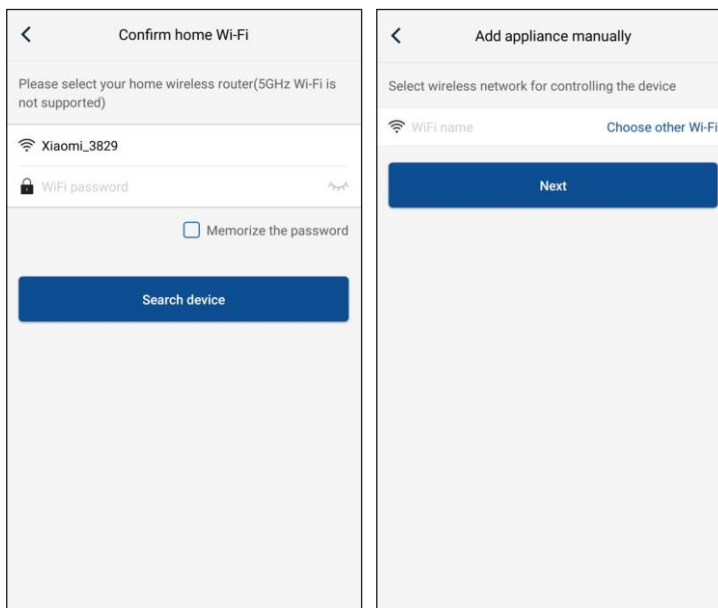 Confirm home Wi-Fi
Please select your home wireless router(5GHz Wi-Fi is
not supported)
Xiaomi_3829
WiFi password
Memorize the password
Search device
Add appliance manually
Select wireless network for controlling the device
WiFi name Choose other Wi-Fi
Next